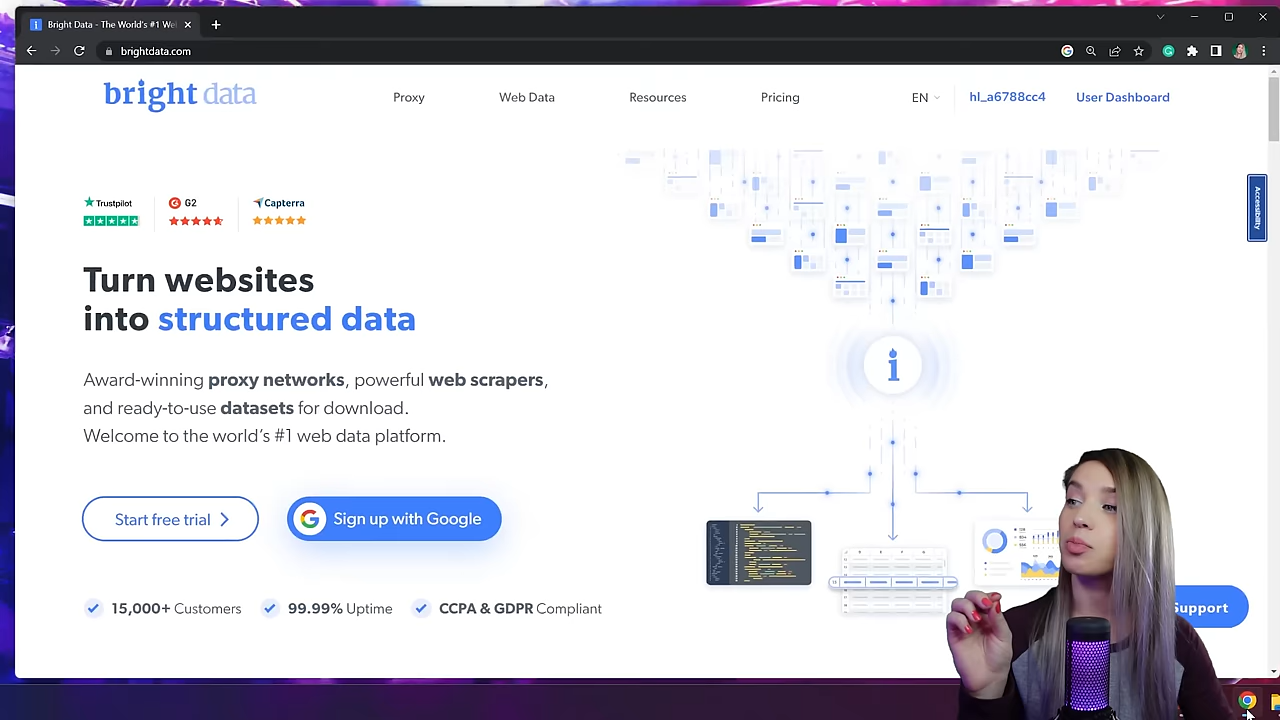 Bright Data - The World's #1 We
brightdata.com
bright data
Proxy
Web Data
Resources
Pricing
EN
hl_a6788cc4
User Dashboard
Trustpilot
G2
Capterra
Accessibility
Turn websites
into structured data
Award-winning proxy networks, powerful web scrapers,
and ready-to-use datasets for download.
Welcome to the world's #1 web data platform.
Start free trial
Sign up with Google
15,000+ Customers
99.99% Uptime
CCPA & GDPR Compliant
Support